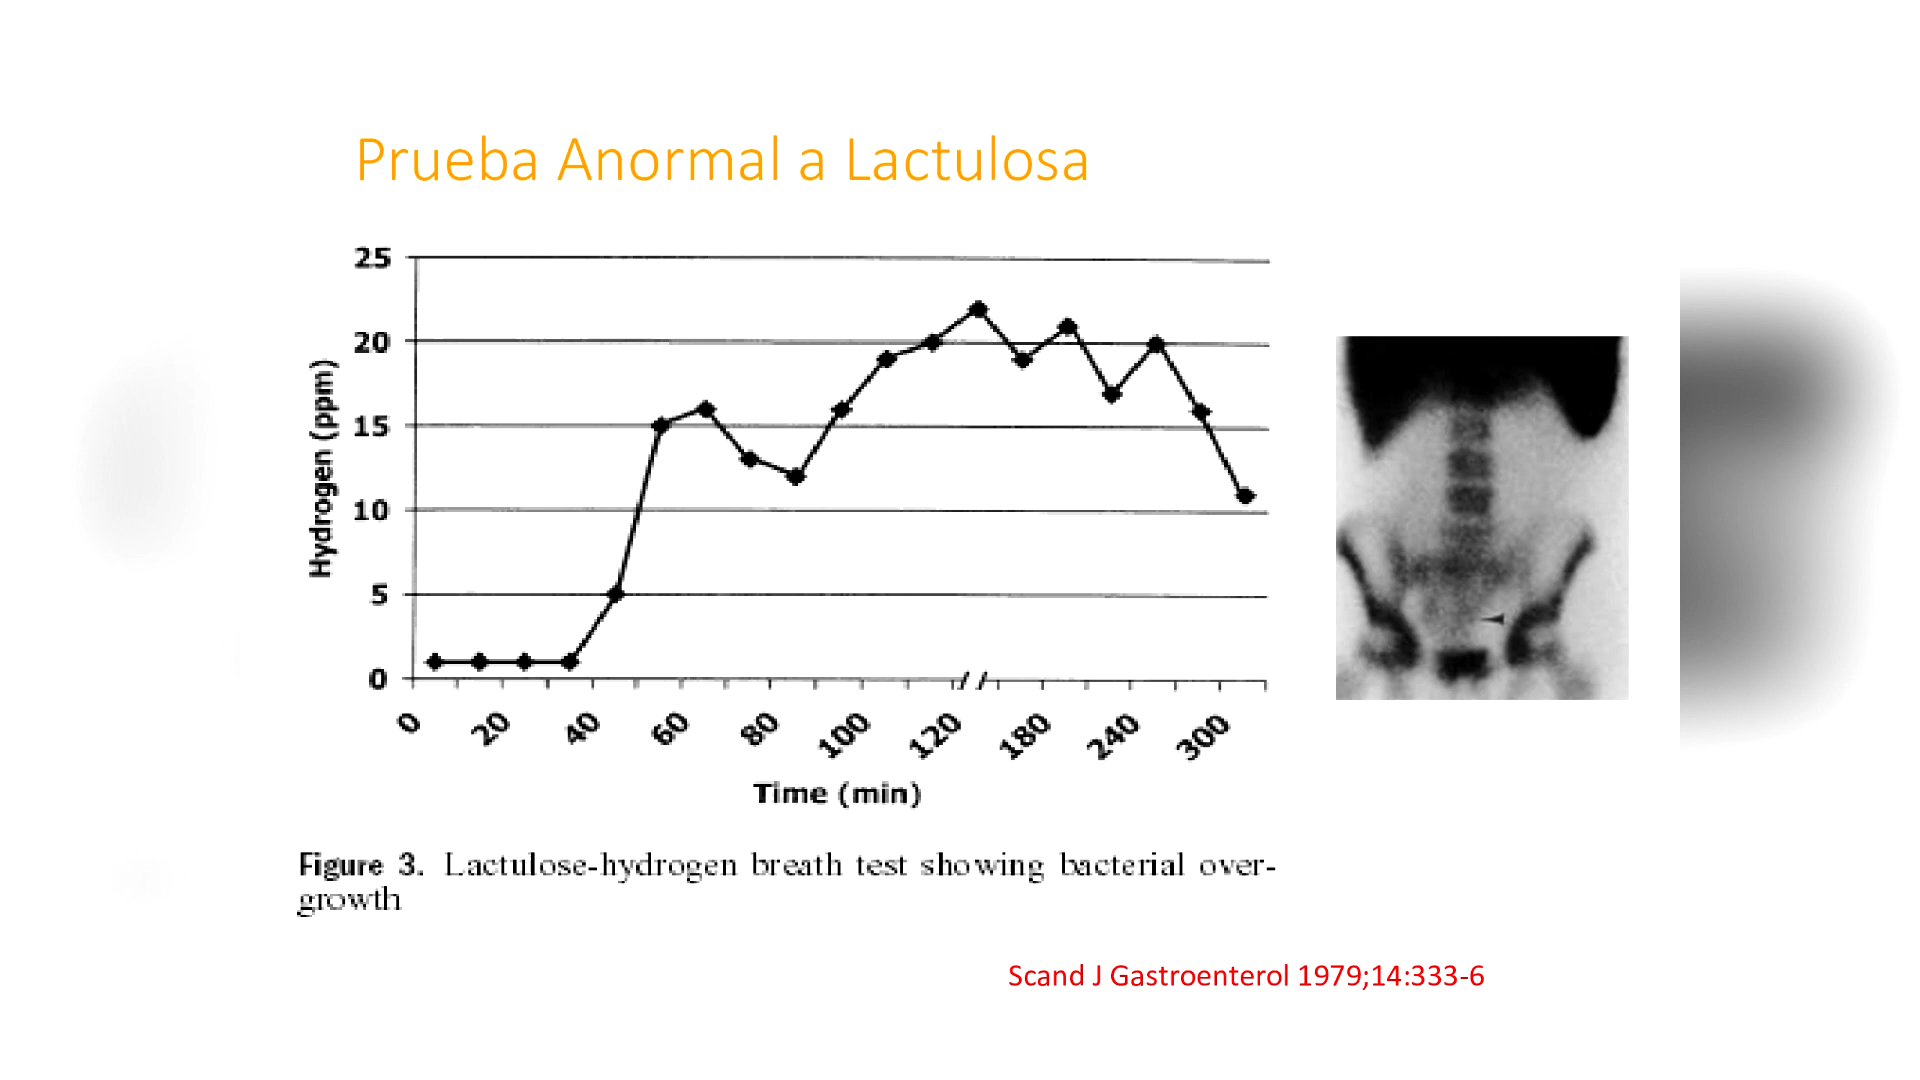 Prueba Anormal a Lactulosa
25
20
15
10
5
0
Hydrogen (ppm)
0 20 40 60 80 100 120 180 240 300
Time (min)
Figure 3. Lactulose-hydrogen breath test showing bacterial over-
growth
Scand J Gastroenterol 1979;14:333-6